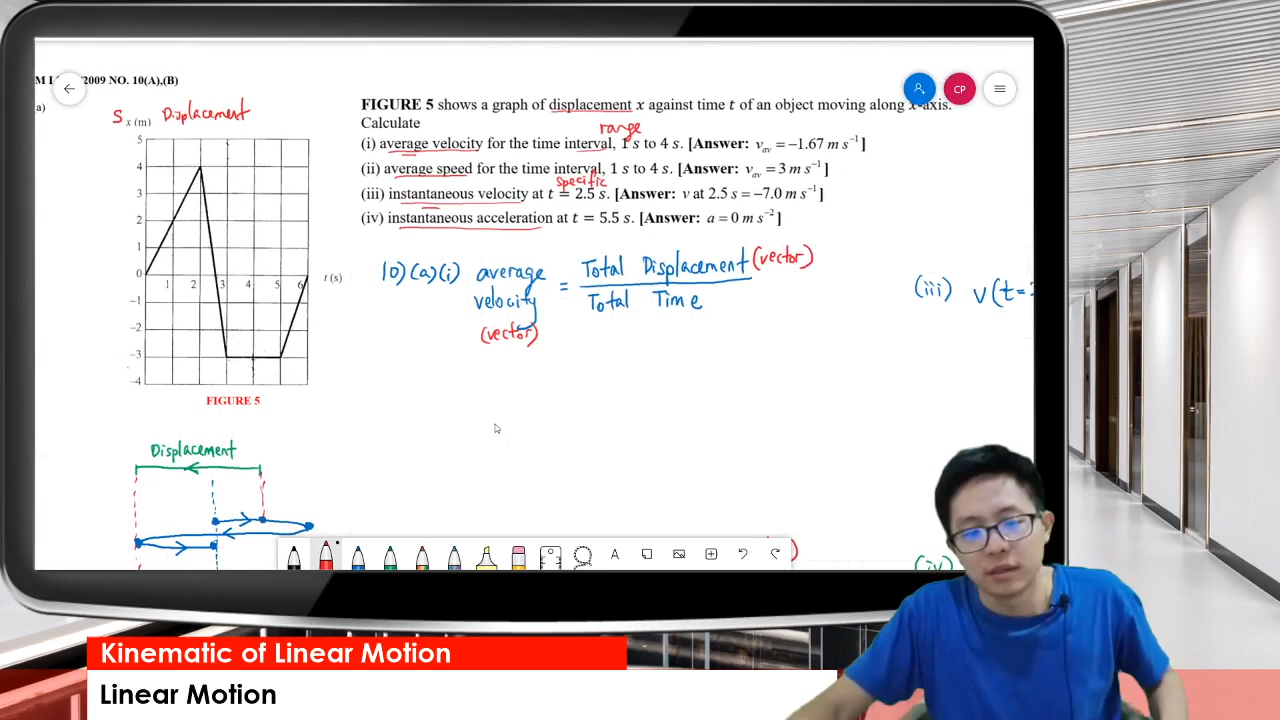 M I 2009 NO. 10(A),(B)
a)
S x (m) Displacement
5
4
3
2
1
0
−1
−2
−3
−4
1 2 3 4 5 6 t (s)
FIGURE 5
CP
FIGURE 5 shows a graph of displacement x against time t of an object moving along x-axis.
Calculate
range
(i) average velocity for the time interval, 1 s to 4 s. [Answer: v_av = −1.67 m s⁻¹]
(ii) average speed for the time interval, 1 s to 4 s. [Answer: v_av = 3 m s⁻¹]
specific
(iii) instantaneous velocity at t = 2.5 s. [Answer: v at 2.5 s = −7.0 m s⁻¹]
(iv) instantaneous acceleration at t = 5.5 s. [Answer: a = 0 m s⁻²]
10)(a)(i) average velocity = Total Displacement (vector)
Total Time
(vector)
(iii) v(t=
Displacement
A
(iv)
Kinematic of Linear Motion
Linear Motion